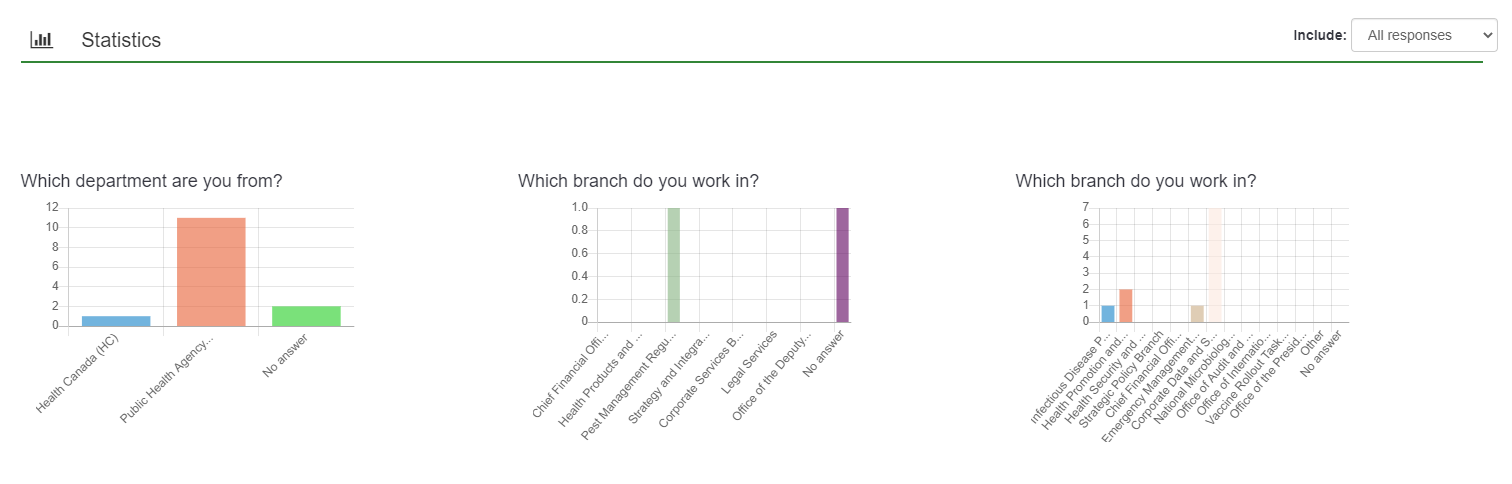 Statistics
Include: All responses
Which department are you from?
12
10
8
6
4
2
0
Health Canada (HC)
Public Health Agency...
No answer
Which branch do you work in?
1.0
0.8
0.6
0.4
0.2
0
Chief Financial Offi...
Health Products and ...
Pest Management Regu...
Strategy and Integra...
Corporate Services B...
Legal Services
Office of the Deputy...
No answer
Which branch do you work in?
7
6
5
4
3
2
1
0
Infectious Disease P...
Health Promotion and...
Health Security and ...
Strategic Policy Branch
Chief Financial Offi...
Emergency Management...
Corporate Data and S...
National Microbiolog...
Office of Audit and ...
Office of Internatio...
Vaccine Rollout Task...
Office of the Presid...
Other
No answer